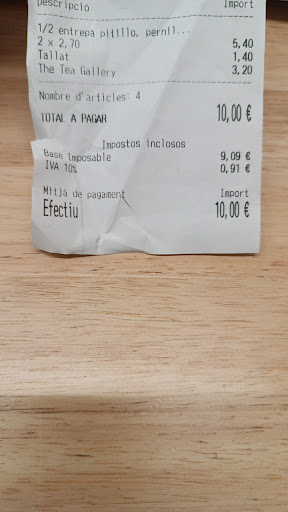 Descripció Import
1/2 entrepà pitillo, pernil...
2 x 2,70 5,40
Tallat 1,40
The Tea Gallery 3,20
Nombre d'articles: 4
TOTAL A PAGAR 10,00 €
Impostos inclosos
Base imposable 9,09 €
IVA 10% 0,91 €
Mitjà de pagament Import
Efectiu 10,00 €